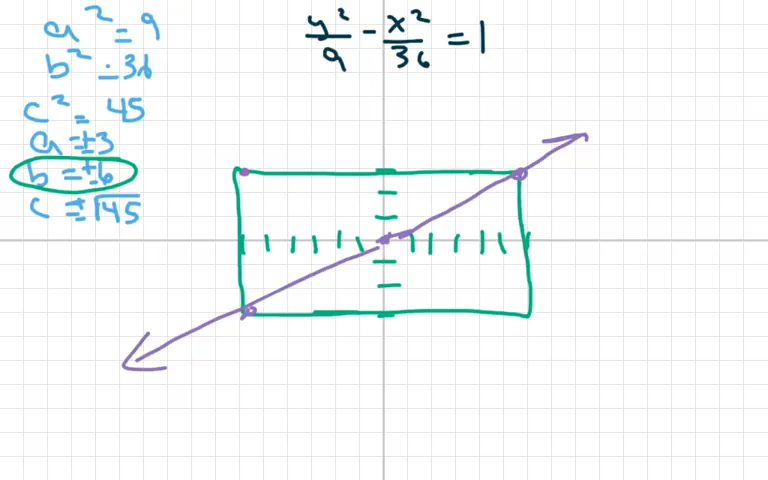 a² = 9
b² = 36
c² = 45
a = ±3
b = ±6
c = ±√45
y²/9 - x²/36 = 1